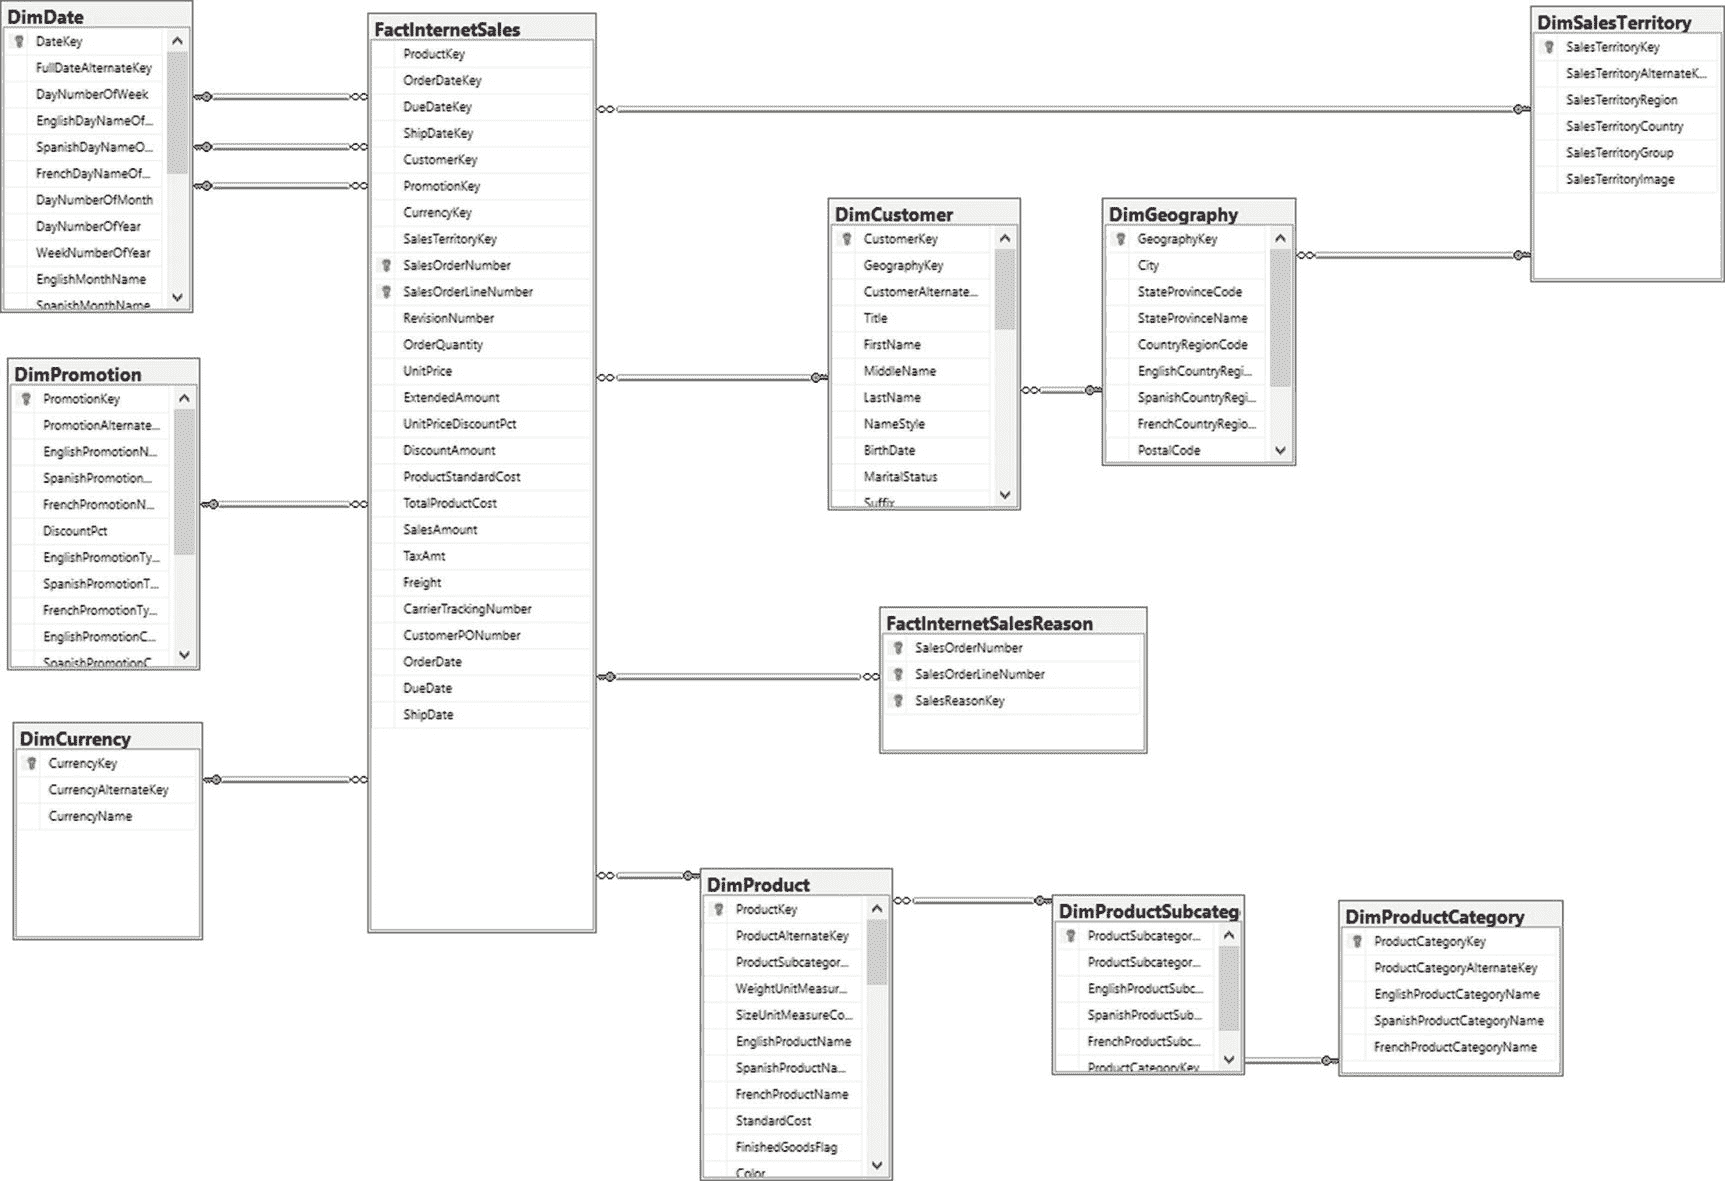 DimDate
DateKey
FullDateAlternateKey
DayNumberOfWeek
EnglishDayNameOf...
SpanishDayNameO...
FrenchDayNameOf...
DayNumberOfMonth
DayNumberOfYear
WeekNumberOfYear
EnglishMonthName
SpanishMonthName
DimPromotion
PromotionKey
PromotionAlternate...
EnglishPromotionN...
SpanishPromotion...
FrenchPromotionN...
DiscountPct
EnglishPromotionTy...
SpanishPromotionT...
FrenchPromotionTy...
EnglishPromotionC...
SpanishPromotionC
DimCurrency
CurrencyKey
CurrencyAlternateKey
CurrencyName
FactInternetSales
ProductKey
OrderDateKey
DueDateKey
ShipDateKey
CustomerKey
PromotionKey
CurrencyKey
SalesTerritoryKey
SalesOrderNumber
SalesOrderLineNumber
RevisionNumber
OrderQuantity
UnitPrice
ExtendedAmount
UnitPriceDiscountPct
DiscountAmount
ProductStandardCost
TotalProductCost
SalesAmount
TaxAmt
Freight
CarrierTrackingNumber
CustomerPONumber
OrderDate
DueDate
ShipDate
DimCustomer
CustomerKey
GeographyKey
CustomerAlternate...
Title
FirstName
MiddleName
LastName
NameStyle
BirthDate
MaritalStatus
Suffix
DimGeography
GeographyKey
City
StateProvinceCode
StateProvinceName
CountryRegionCode
EnglishCountryRegi...
SpanishCountryRegi...
FrenchCountryRegio...
PostalCode
DimSalesTerritory
SalesTerritoryKey
SalesTerritoryAlternateK...
SalesTerritoryRegion
SalesTerritoryCountry
SalesTerritoryGroup
SalesTerritoryImage
FactInternetSalesReason
SalesOrderNumber
SalesOrderLineNumber
SalesReasonKey
DimProduct
ProductKey
ProductAlternateKey
ProductSubcategor...
WeightUnitMeasur...
SizeUnitMeasureCo...
EnglishProductName
SpanishProductNa...
FrenchProductName
StandardCost
FinishedGoodsFlag
Color
DimProductSubcateg
ProductSubcategor...
ProductSubcategor...
EnglishProductSubc...
SpanishProductSub...
FrenchProductSubc...
ProductCategoryKey
DimProductCategory
ProductCategoryKey
ProductCategoryAlternateKey
EnglishProductCategoryName
SpanishProductCategoryName
FrenchProductCategoryName